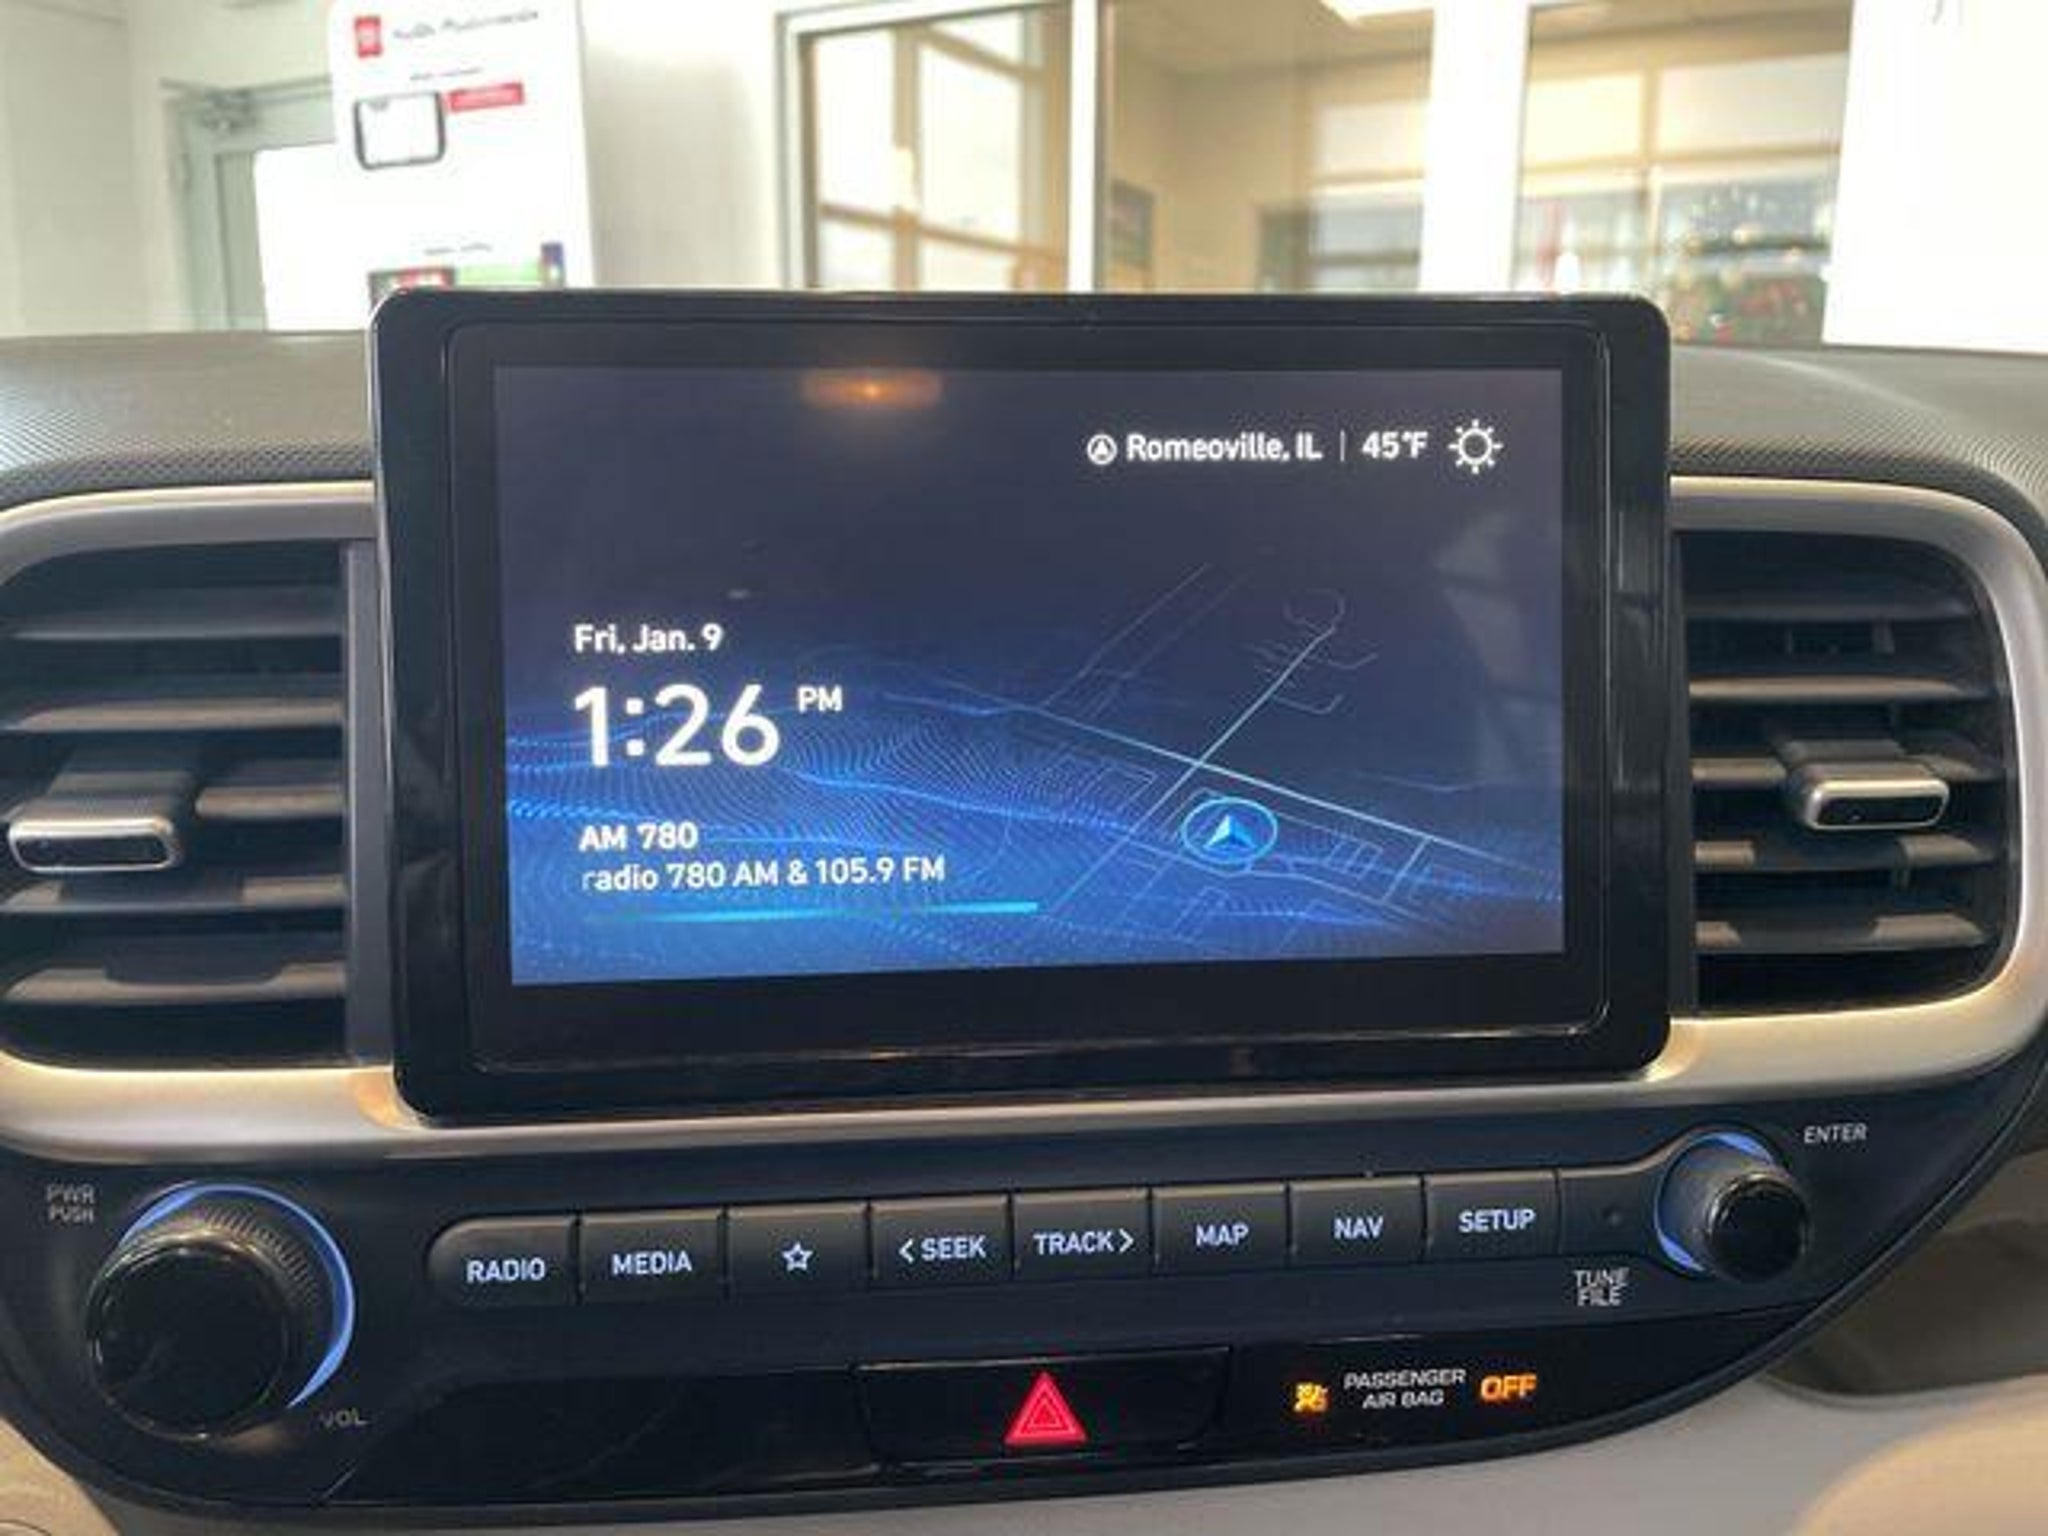 Romeoville, IL | 45°F
Fri, Jan. 9
1:26 PM
AM 780
radio 780 AM & 105.9 FM
ENTER
PWR
PUSH
RADIO
MEDIA
< SEEK
TRACK >
MAP
NAV
SETUP
TUNE
FILE
VOL
PASSENGER
AIR BAG
OFF